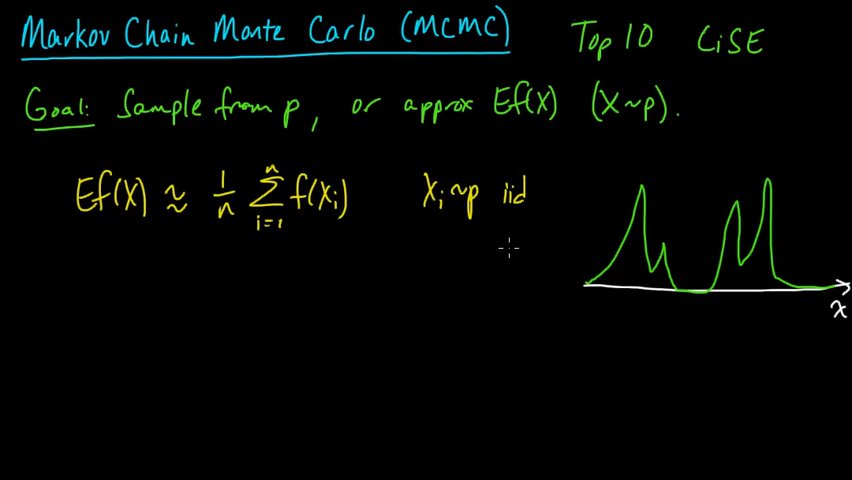 Markov Chain Monte Carlo (MCMC) Top 10 CiSE
Goal: Sample from p, or approx Ef(X) (X~p).
Ef(X) ≈ 1/n Σ_{i=1}^{n} f(X_i) X_i ~ p iid
x